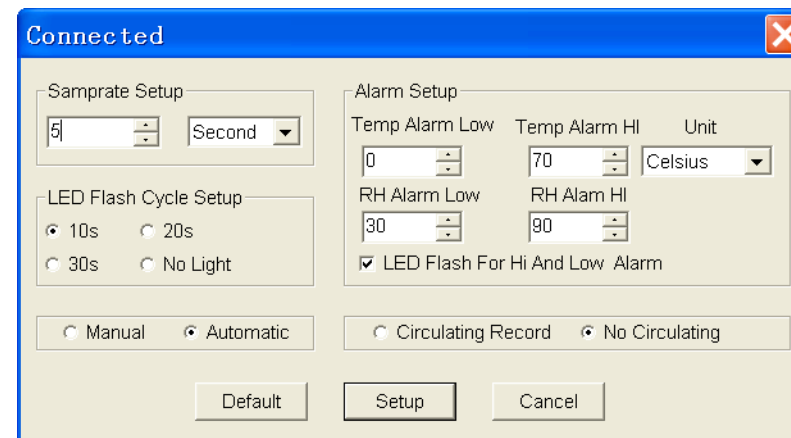 Connected
Samprate Setup
5 Second
LED Flash Cycle Setup
10s 20s
30s No Light
Alarm Setup
Temp Alarm Low Temp Alarm HI Unit
0 70 Celsius
RH Alarm Low RH Alam HI
30 90
LED Flash For Hi And Low Alarm
Manual Automatic
Circulating Record No Circulating
Default Setup Cancel